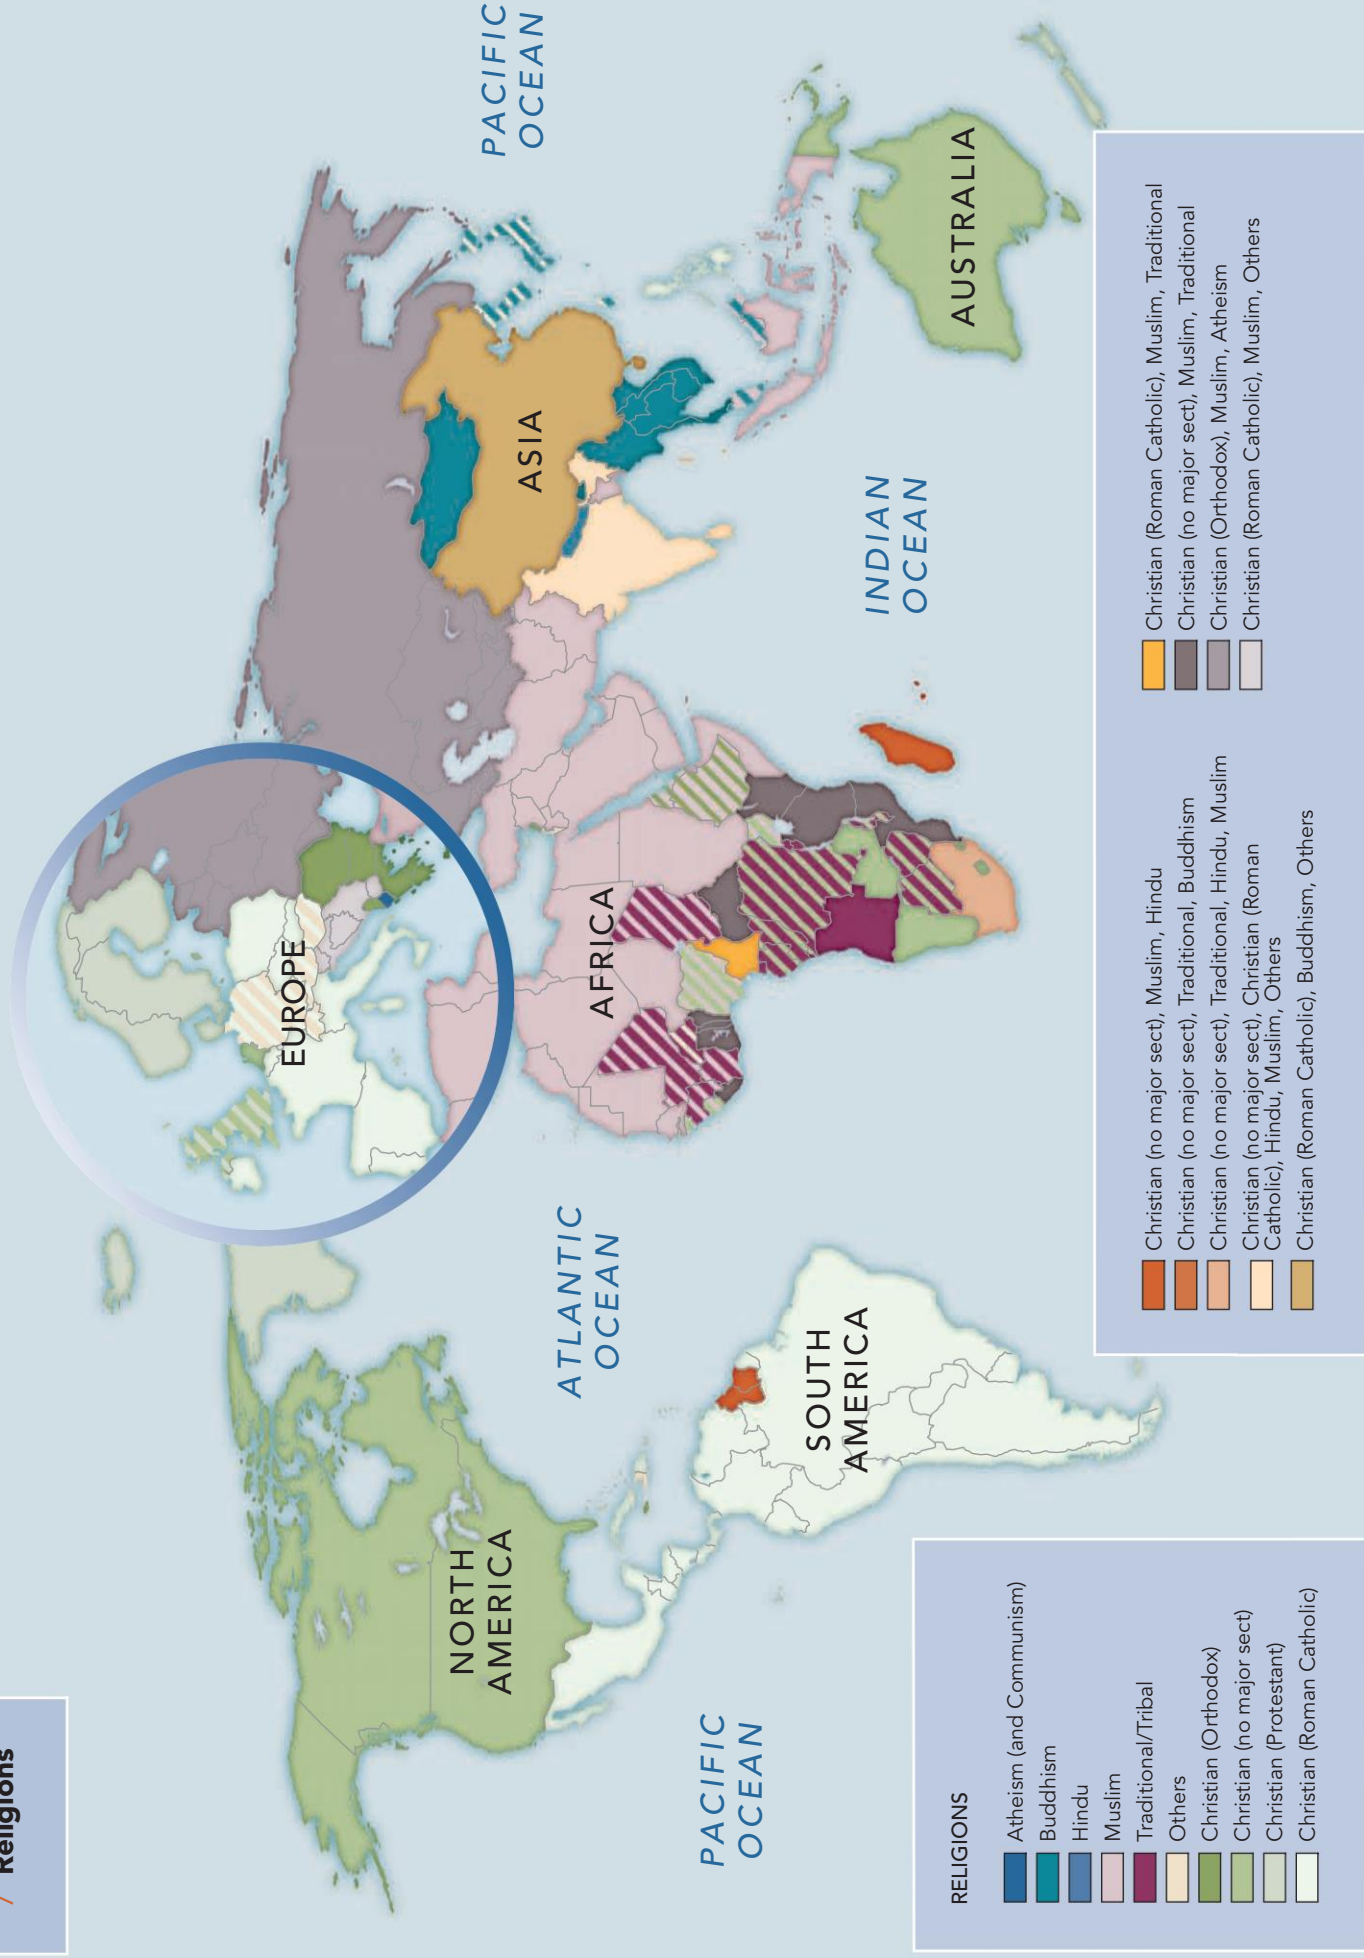 Religions
PACIFIC
OCEAN
NORTH
AMERICA
SOUTH
AMERICA
ATLANTIC
OCEAN
EUROPE
AFRICA
ASIA
INDIAN
OCEAN
PACIFIC
OCEAN
AUSTRALIA
RELIGIONS
Atheism (and Communism)
Buddhism
Hindu
Muslim
Traditional/Tribal
Others
Christian (Orthodox)
Christian (no major sect)
Christian (Protestant)
Christian (Roman Catholic)
Christian (no major sect), Muslim, Hindu
Christian (no major sect), Traditional, Buddhism
Christian (no major sect), Traditional, Hindu, Muslim
Christian (no major sect), Christian (Roman
Catholic), Hindu, Muslim, Others
Christian (Roman Catholic), Buddhism, Others
Christian (Roman Catholic), Muslim, Traditional
Christian (no major sect), Muslim, Traditional
Christian (Orthodox), Muslim, Atheism
Christian (Roman Catholic), Muslim, Others